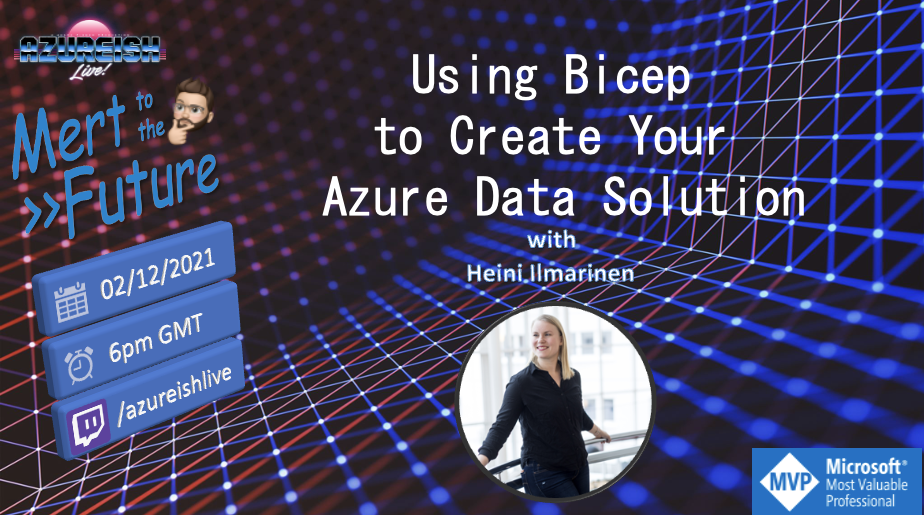 AZUREISH
Live!
Mert to the
>>Future
02/12/2021
6pm GMT
/azureishlive
Using Bicep
to Create Your
Azure Data Solution
with
Heini Ilmarinen
MVP
Microsoft®
Most Valuable
Professional